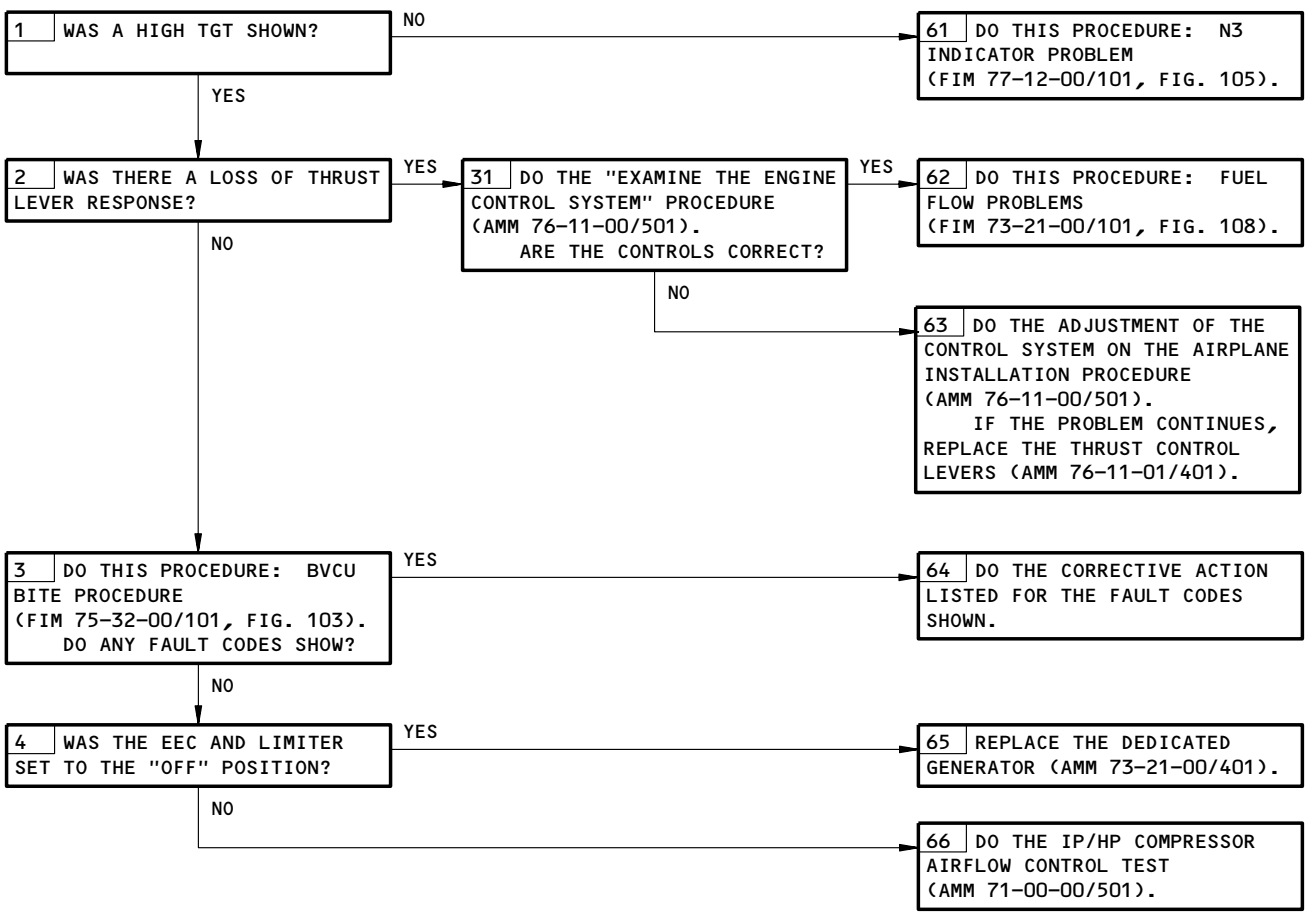 1 WAS A HIGH TGT SHOWN?
NO
61 DO THIS PROCEDURE: N3
INDICATOR PROBLEM
(FIM 77-12-00/101, FIG. 105).
YES
2 WAS THERE A LOSS OF THRUST
LEVER RESPONSE?
YES
31 DO THE "EXAMINE THE ENGINE
CONTROL SYSTEM" PROCEDURE
(AMM 76-11-00/501).
ARE THE CONTROLS CORRECT?
YES
62 DO THIS PROCEDURE: FUEL
FLOW PROBLEMS
(FIM 73-21-00/101, FIG. 108).
NO
NO
63 DO THE ADJUSTMENT OF THE
CONTROL SYSTEM ON THE AIRPLANE
INSTALLATION PROCEDURE
(AMM 76-11-00/501).
IF THE PROBLEM CONTINUES,
REPLACE THE THRUST CONTROL
LEVERS (AMM 76-11-01/401).
3 DO THIS PROCEDURE: BVCU
BITE PROCEDURE
(FIM 75-32-00/101, FIG. 103).
DO ANY FAULT CODES SHOW?
YES
64 DO THE CORRECTIVE ACTION
LISTED FOR THE FAULT CODES
SHOWN.
NO
4 WAS THE EEC AND LIMITER
SET TO THE "OFF" POSITION?
YES
65 REPLACE THE DEDICATED
GENERATOR (AMM 73-21-00/401).
NO
66 DO THE IP/HP COMPRESSOR
AIRFLOW CONTROL TEST
(AMM 71-00-00/501).